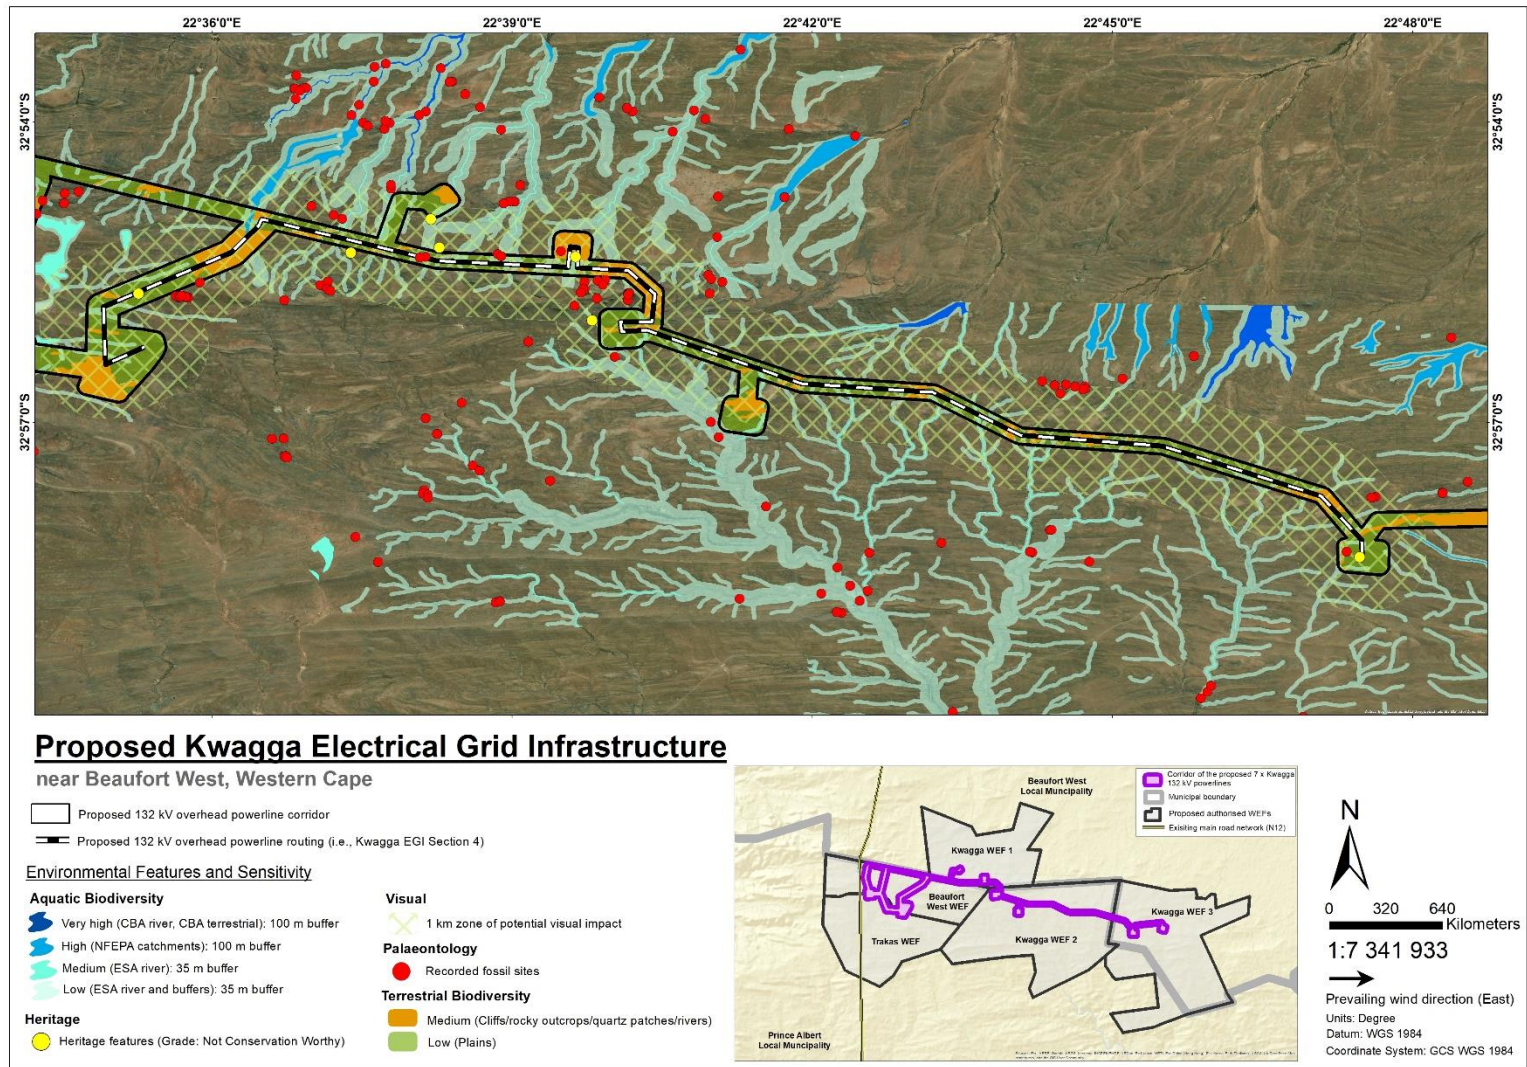 22°36'0"E 22°39'0"E 22°42'0"E 22°45'0"E 22°48'0"E
32°54'0"S 32°54'0"S
32°57'0"S 32°57'0"S
Proposed Kwagga Electrical Grid Infrastructure
near Beaufort West, Western Cape
Proposed 132 kV overhead powerline corridor
Proposed 132 kV overhead powerline routing (i.e., Kwagga EGI Section 4)
Environmental Features and Sensitivity
Aquatic Biodiversity
Very high (CBA river, CBA terrestrial): 100 m buffer
High (NFEPA catchments): 100 m buffer
Medium (ESA river): 35 m buffer
Low (ESA river and buffers): 35 m buffer
Heritage
Heritage features (Grade: Not Conservation Worthy)
Visual
1 km zone of potential visual impact
Palaeontology
Recorded fossil sites
Terrestrial Biodiversity
Medium (Cliffs/rocky outcrops/quartz patches/rivers)
Low (Plains)
Beaufort West
Local Muncipality
Corridor of the proposed 7 x Kwagga
132 kV powerlines
Municipal boundary
Proposed authorised WEFs
Exisiting main road network (N12)
Kwagga WEF 1
Beaufort
West WEF
Kwagga WEF 3
Trakas WEF
Kwagga WEF 2
Prince Albert
Local Muncipality
N
0 320 640
Kilometers
1:7 341 933
Prevailing wind direction (East)
Units: Degree
Datum: WGS 1984
Coordinate System: GCS WGS 1984